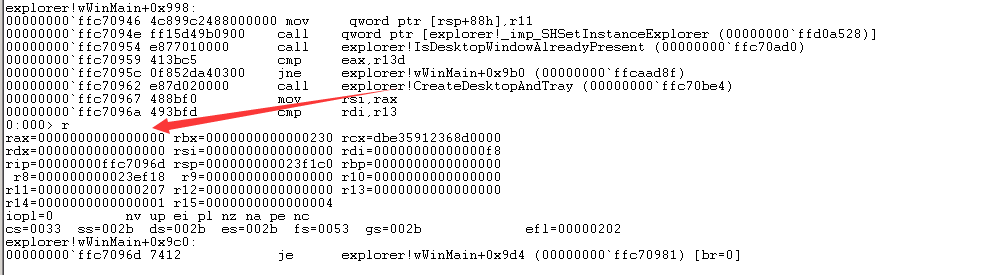 explorer!wWinMain+0x998:
00000000`ffc70946 4c899c2488000000 mov     qword ptr [rsp+88h],r11
00000000`ffc7094e ff15d49b0900    call    qword ptr [explorer!_imp_SHSetInstanceExplorer (00000000`ffd0a528)]
00000000`ffc70954 e877010000      call    explorer!IsDesktopWindowAlreadyPresent (00000000`ffc70ad0)
00000000`ffc70959 413bc5          cmp     eax,r13d
00000000`ffc7095c 0f852da40300    jne     explorer!wWinMain+0x9b0 (00000000`ffcaad8f)
00000000`ffc70962 e87d020000      call    explorer!CreateDesktopAndTray (00000000`ffc70be4)
00000000`ffc70967 488bf0          mov     rsi,rax
00000000`ffc7096a 493bfd          cmp     rdi,r13
0:000> r
rax=0000000000000000 rbx=0000000000000230 rcx=dbe35912368d0000
rdx=0000000000000000 rsi=0000000000000000 rdi=00000000000000f8
rip=00000000ffc7096d rsp=000000000023f1c0 rbp=0000000000000000
 r8=000000000023ef18  r9=0000000000000000 r10=0000000000000000
r11=0000000000000207 r12=0000000000000000 r13=0000000000000000
r14=0000000000000001 r15=0000000000000004
iopl=0         nv up ei pl nz na pe nc
cs=0033  ss=002b  ds=002b  es=002b  fs=0053  gs=002b             efl=00000202
explorer!wWinMain+0x9c0:
00000000`ffc7096d 7412            je      explorer!wWinMain+0x9d4 (00000000`ffc70981) [br=0]